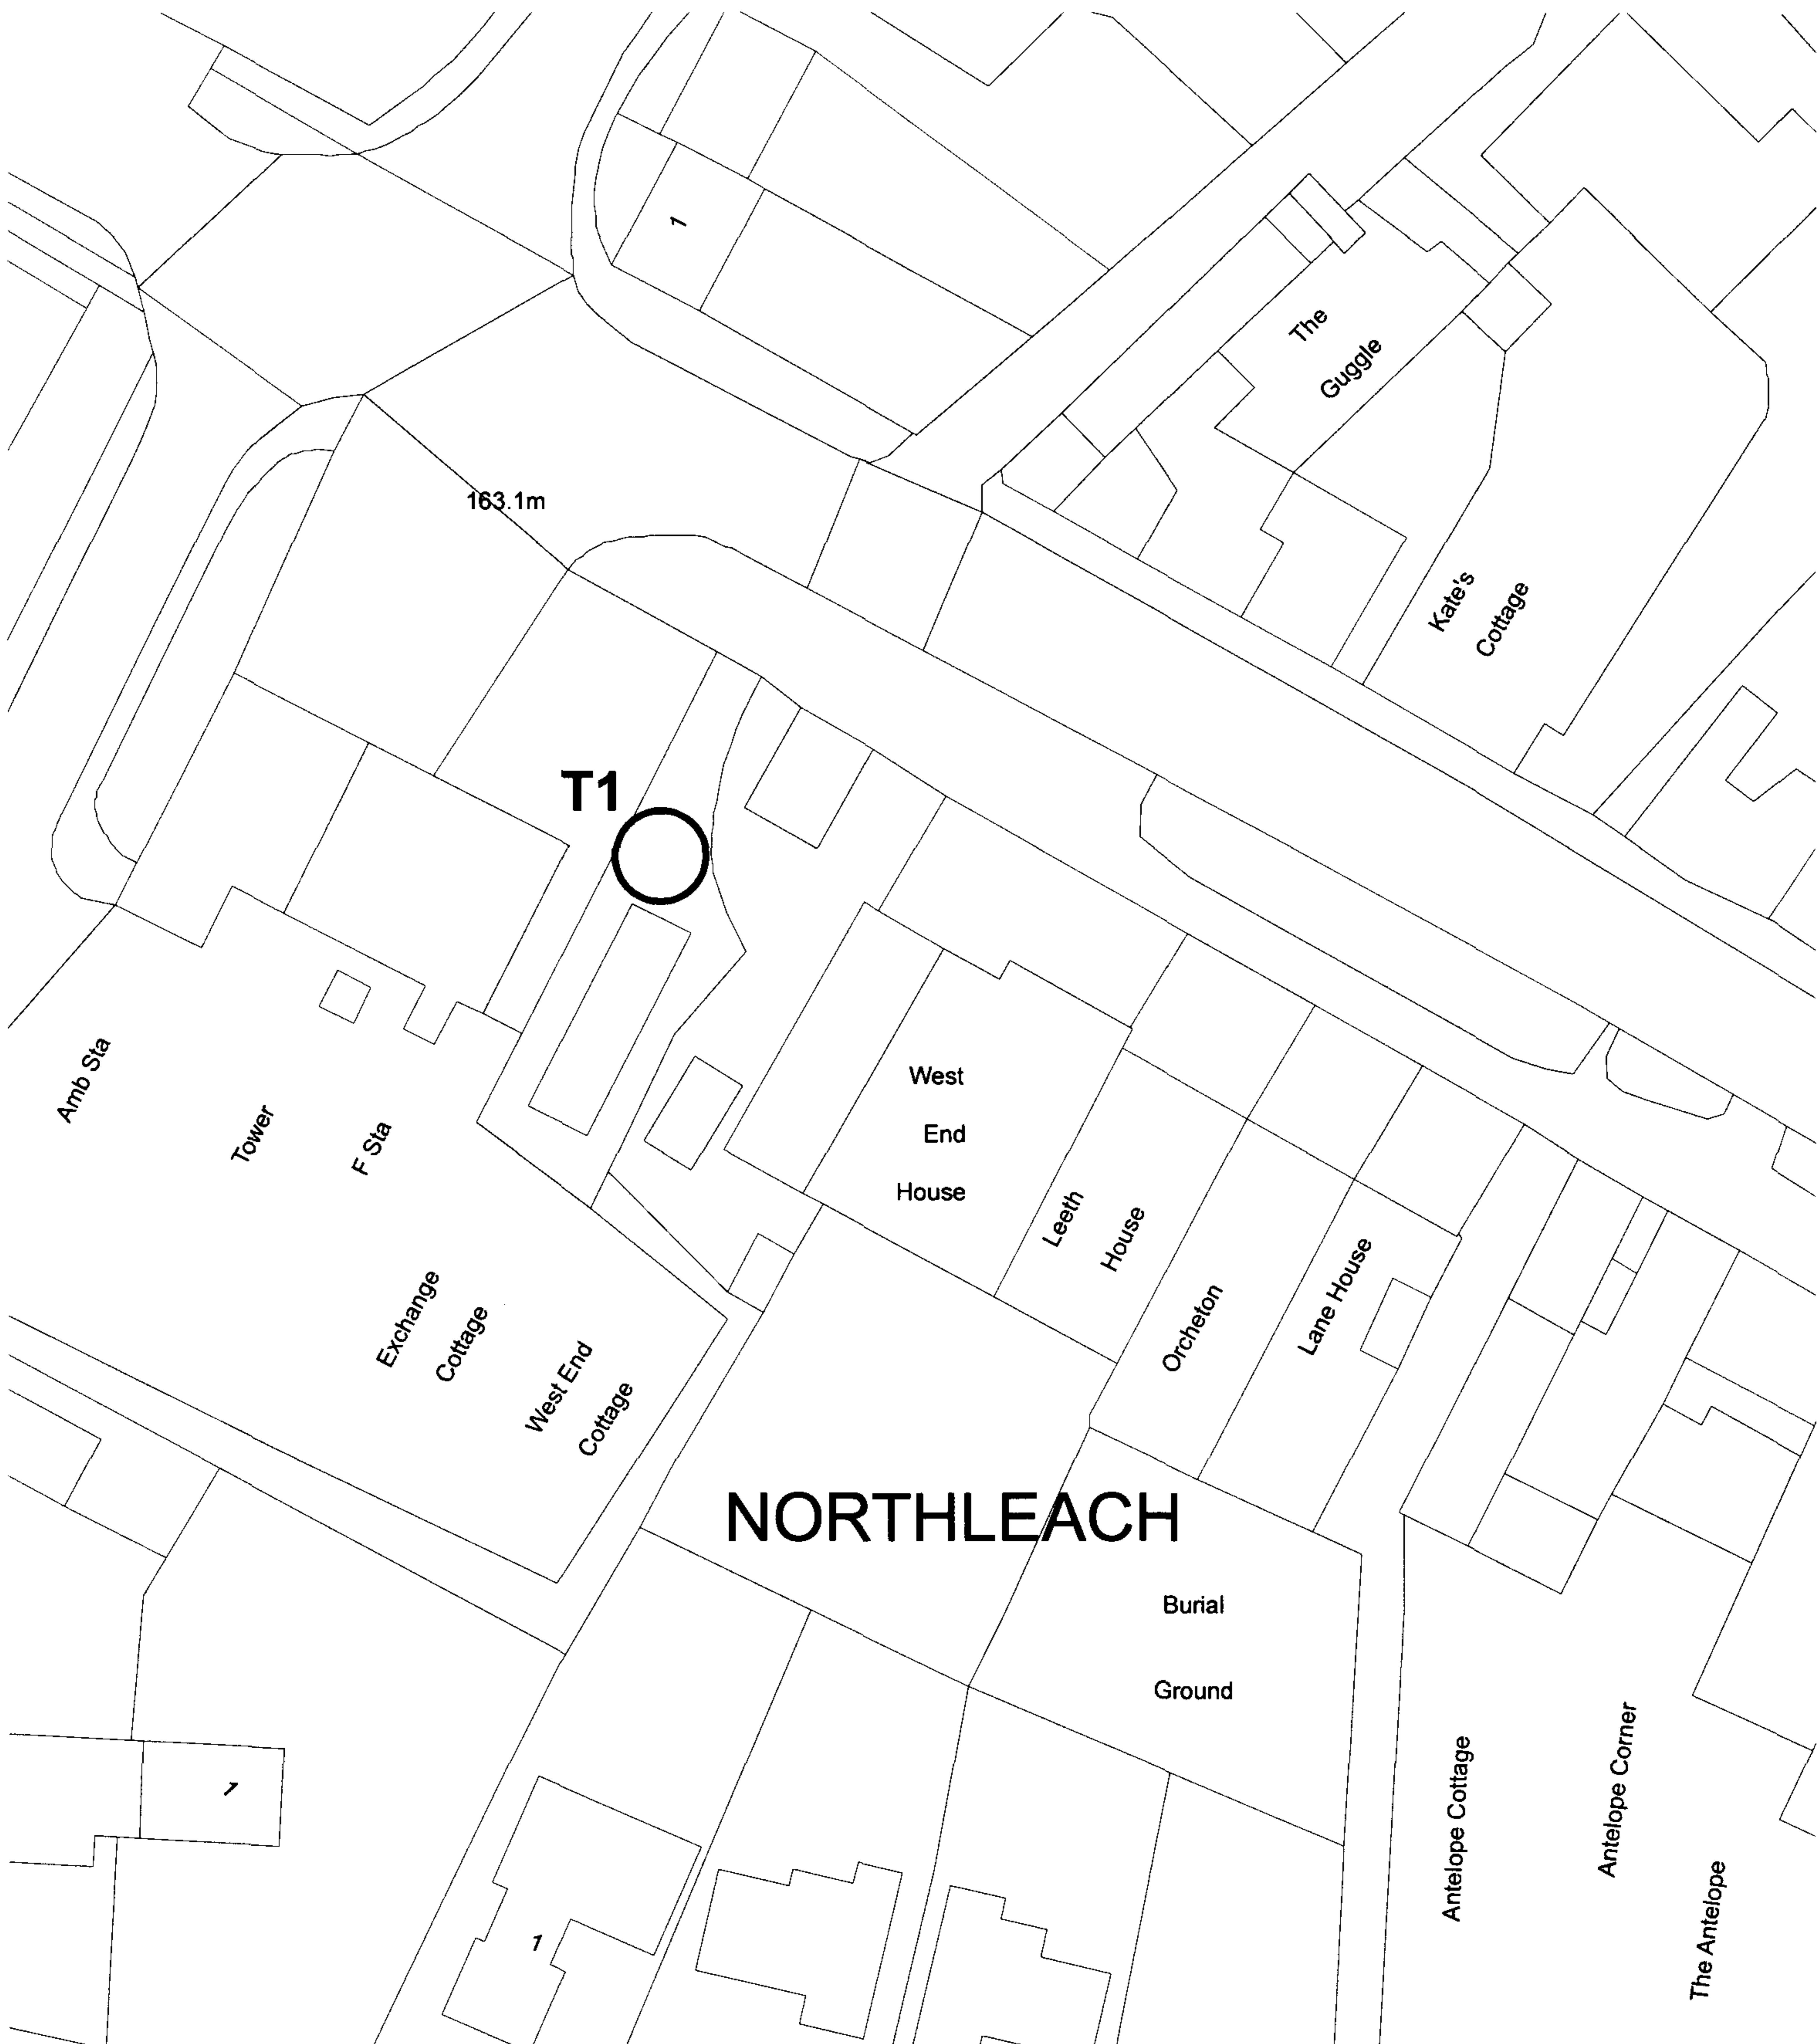 1
The
Guggle
163.1m
Kate's
Cottage
T1
Amb Sta
Tower
F Sta
West
End
House
Leeth
House
Orcheton
Lane House
Exchange
Cottage
West End
Cottage
NORTHLEACH
Burial
Ground
1
1
Antelope Cottage
Antelope Corner
The Antelope